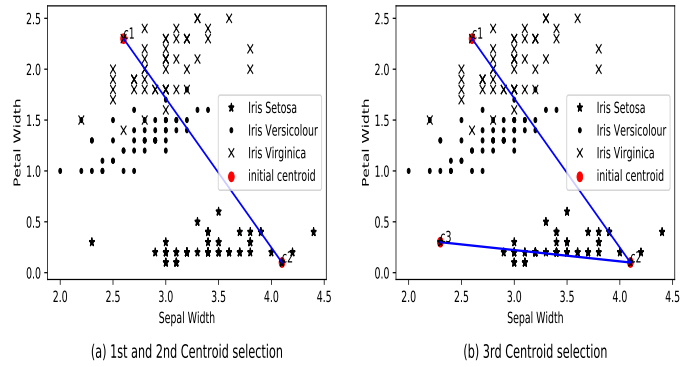 2.5
2.0
1.5
1.0
0.5
0.0
Petal Width
c1
c2
Iris Setosa
Iris Versicolour
Iris Virginica
initial centroid
2.0 2.5 3.0 3.5 4.0 4.5
Sepal Width
(a) 1st and 2nd Centroid selection
2.5
2.0
1.5
1.0
0.5
0.0
Petal Width
c1
c3
c2
Iris Setosa
Iris Versicolour
Iris Virginica
initial centroid
2.0 2.5 3.0 3.5 4.0 4.5
Sepal Width
(b) 3rd Centroid selection